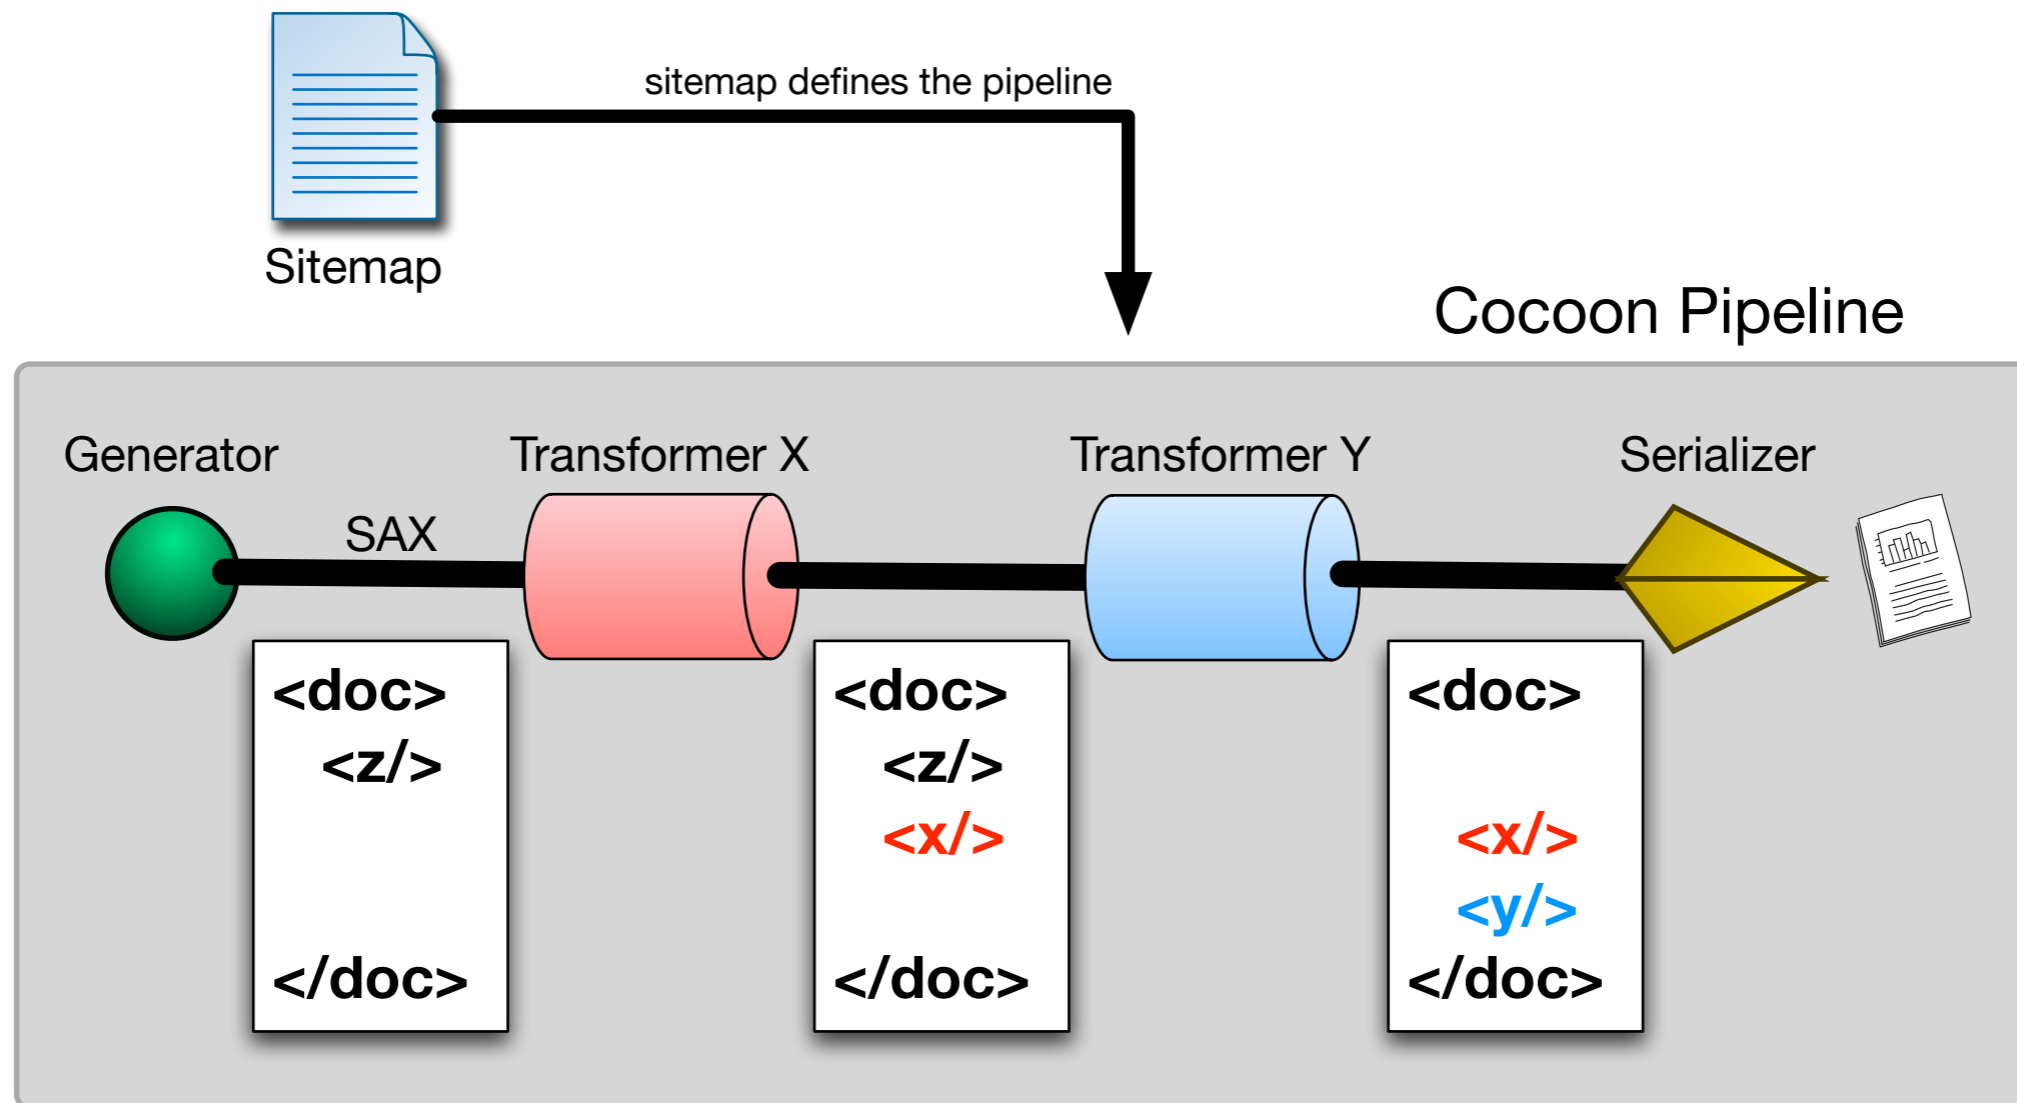 sitemap defines the pipeline
Sitemap
Cocoon Pipeline
Generator
Transformer X
Transformer Y
Serializer
SAX
<doc>
<z/>
</doc>
<doc>
<z/>
<x/>
</doc>
<doc>
<x/>
<y/>
</doc>